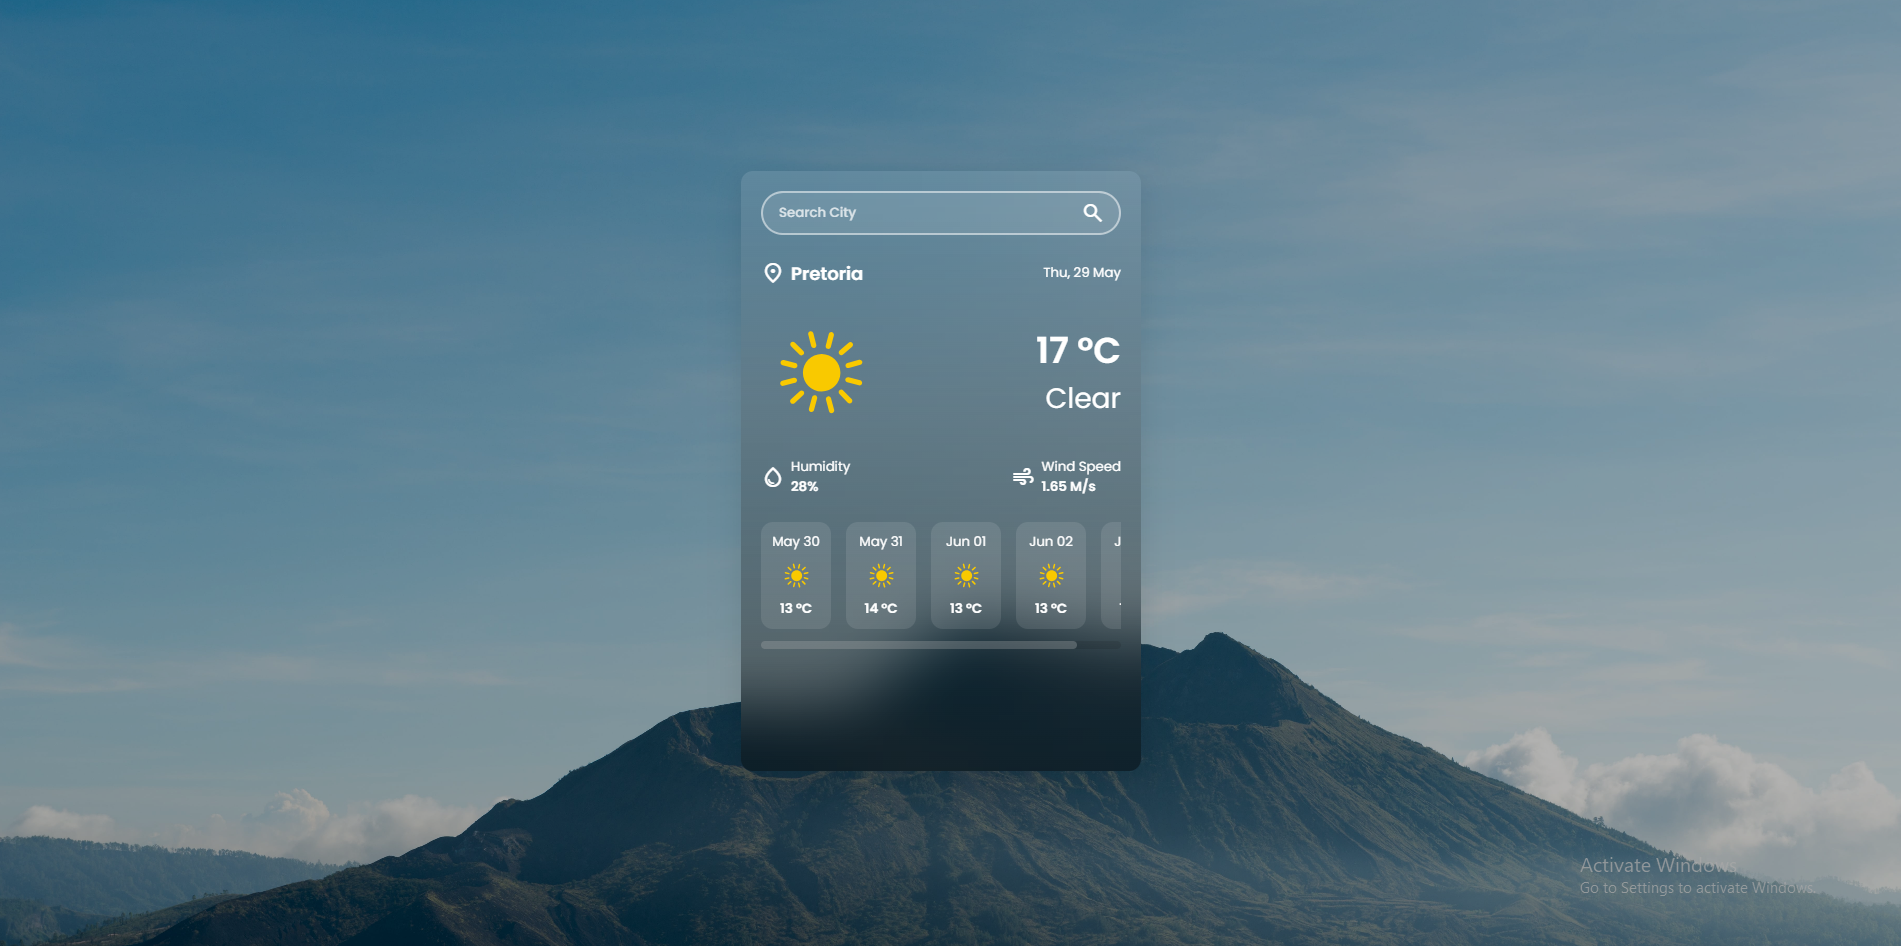 Search City
Pretoria
Thu, 29 May
17 °C
Clear
Humidity
28%
Wind Speed
1.65 M/s
May 30
13 °C
May 31
14 °C
Jun 01
13 °C
Jun 02
13 °C
Activate Windows
Go to Settings to activate Windows.